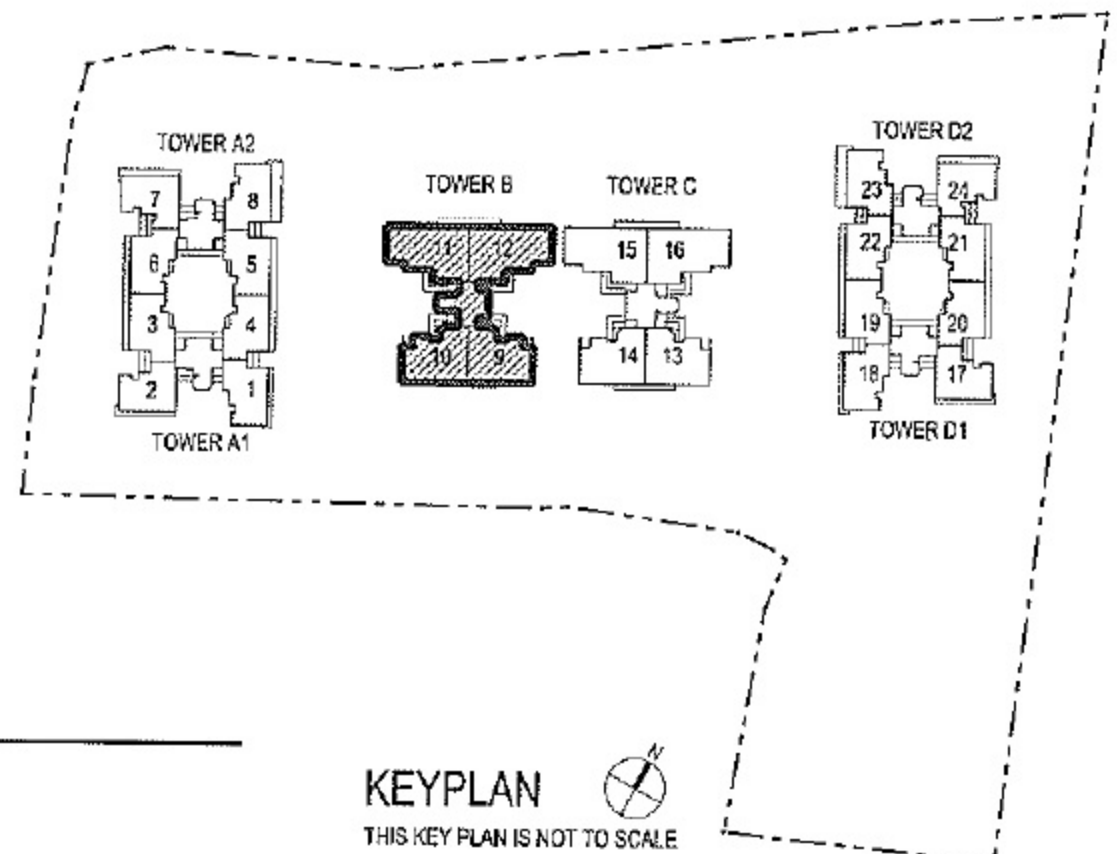 TOWER A2
7 8
6 5
3 4
2 1
TOWER A1
TOWER B
11 12
10 9
TOWER C
15 16
14 13
TOWER D2
23 24
22 21
19 20
18 17
TOWER D1
N
KEYPLAN
THIS KEY PLAN IS NOT TO SCALE